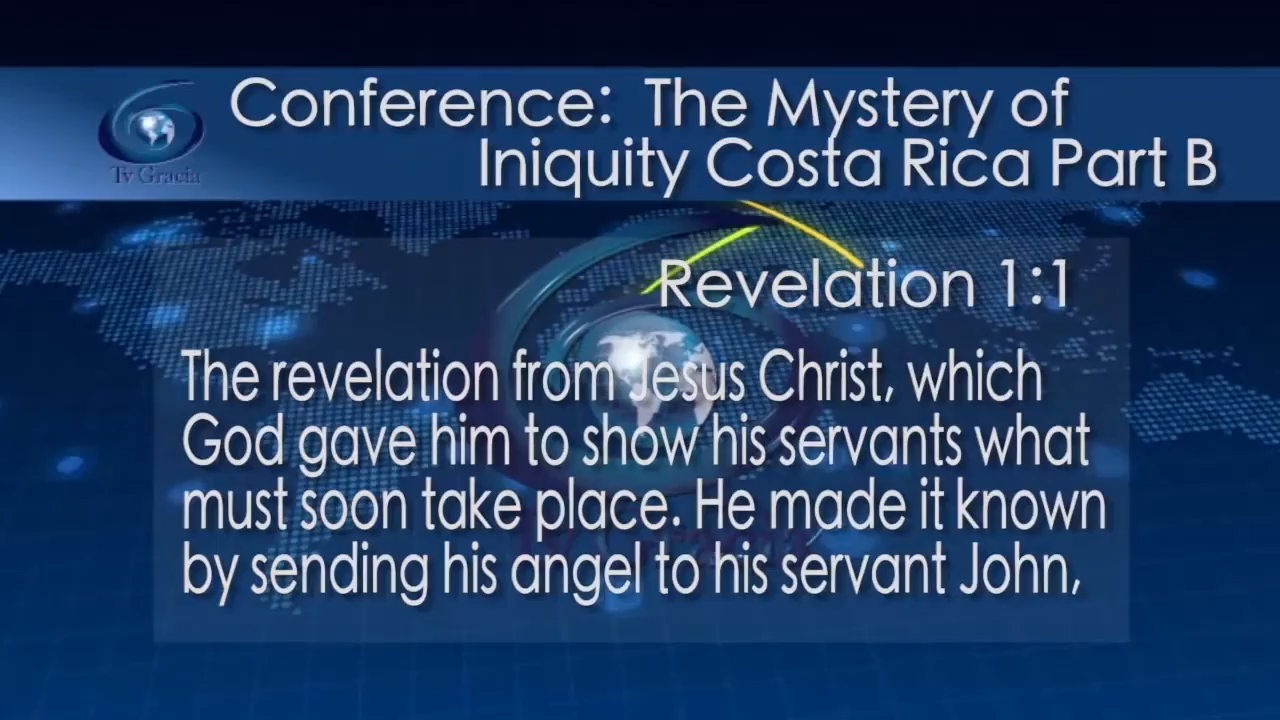 Conference: The Mystery of
Iniquity Costa Rica Part B
Tv Gracia
Revelation 1:1
The revelation from Jesus Christ, which
God gave him to show his servants what
must soon take place. He made it known
by sending his angel to his servant John,